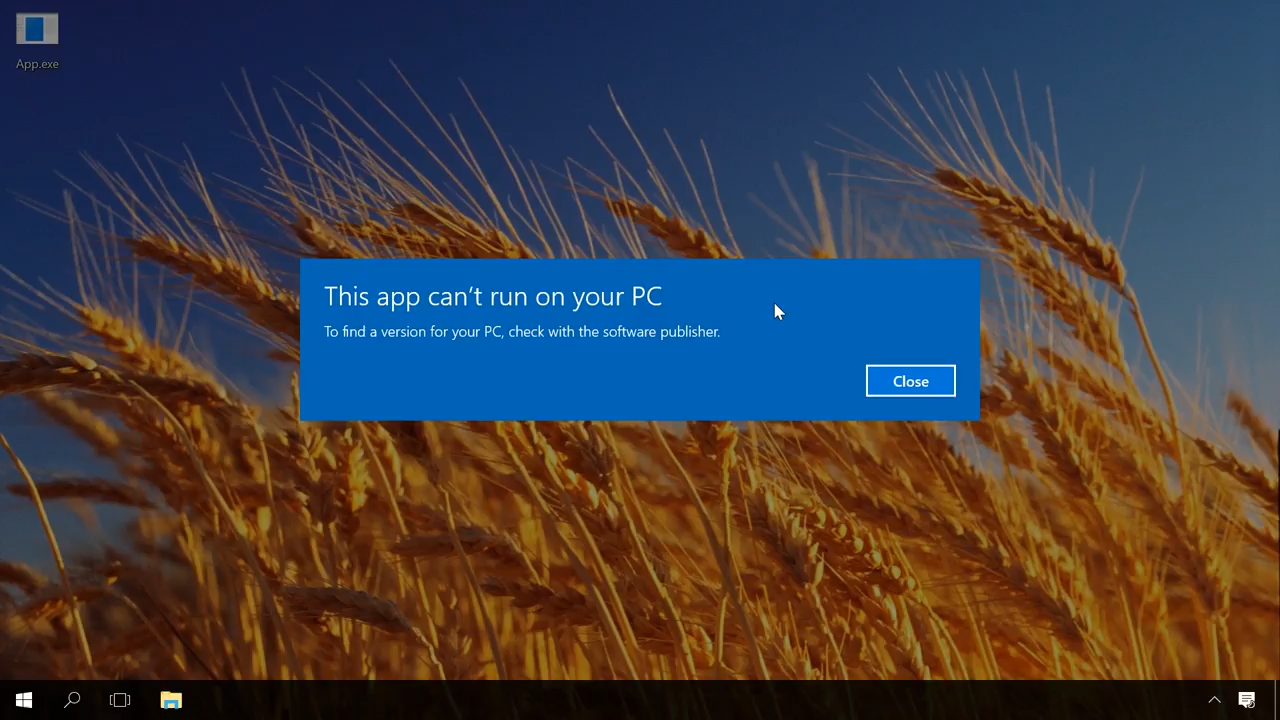 App.exe
This app can’t run on your PC
To find a version for your PC, check with the software publisher.
Close